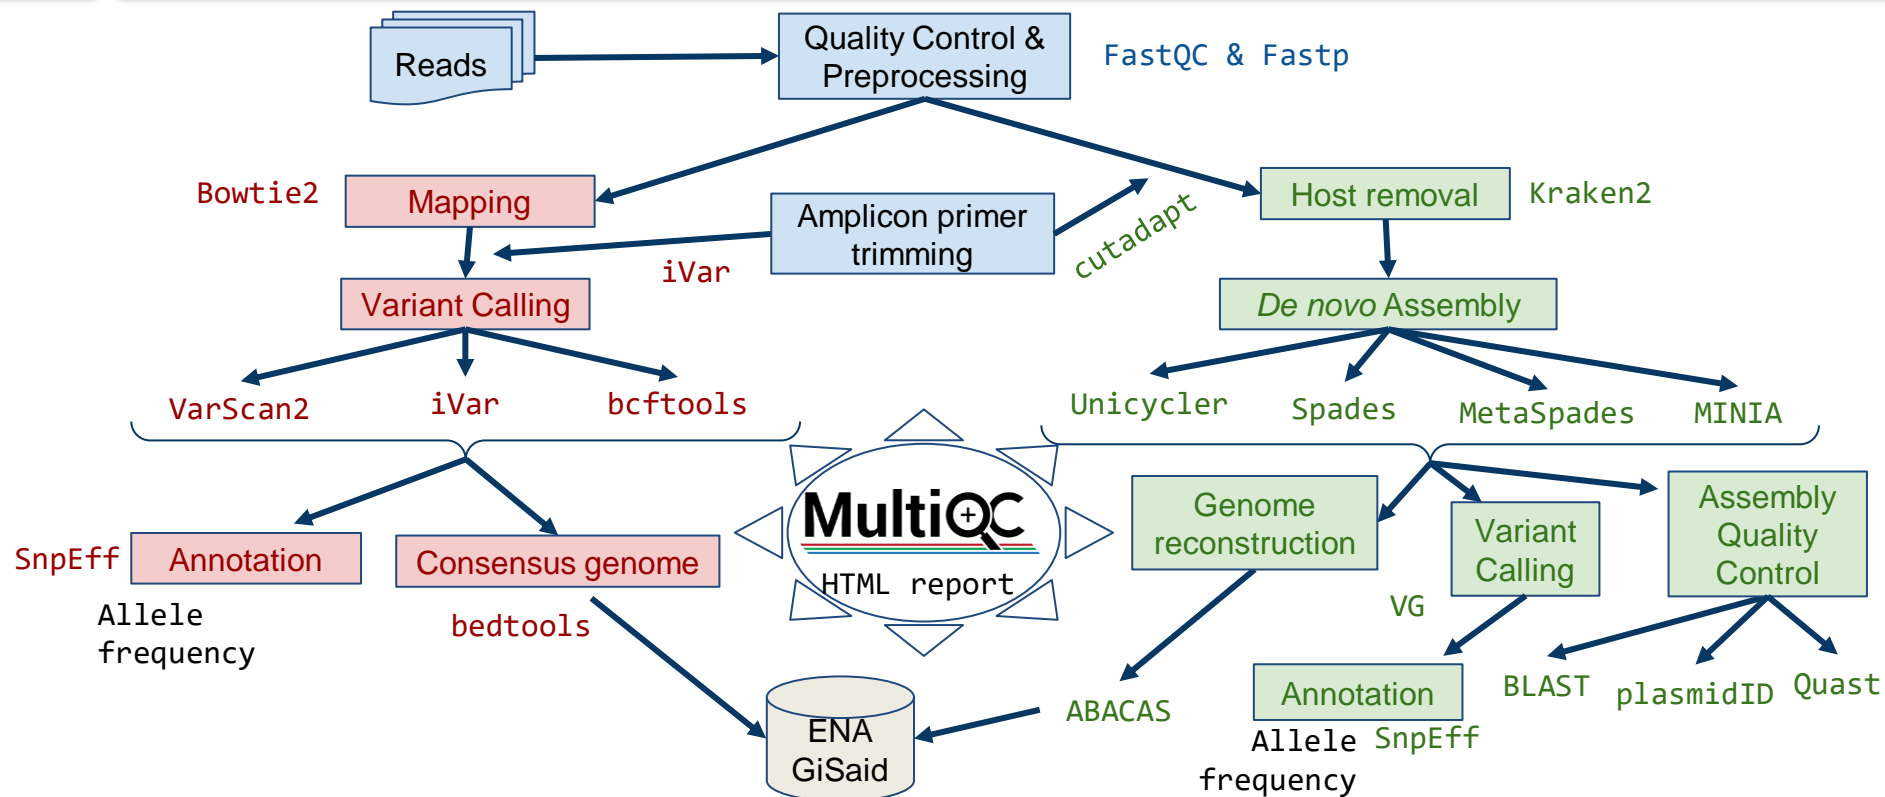 Reads
Quality Control &
Preprocessing
FastQC & Fastp
Bowtie2
Mapping
Amplicon primer
trimming
iVar
cutadapt
Host removal
Kraken2
Variant Calling
De novo Assembly
VarScan2
iVar
bcftools
Unicycler
Spades
MetaSpades
MINIA
SnpEff
Annotation
Allele
frequency
Consensus genome
bedtools
MultiQC
HTML report
Genome
reconstruction
Variant
Calling
VG
Assembly
Quality
Control
ABACAS
Annotation
SnpEff
Allele
frequency
BLAST
plasmidID
Quast
ENA
GiSaid